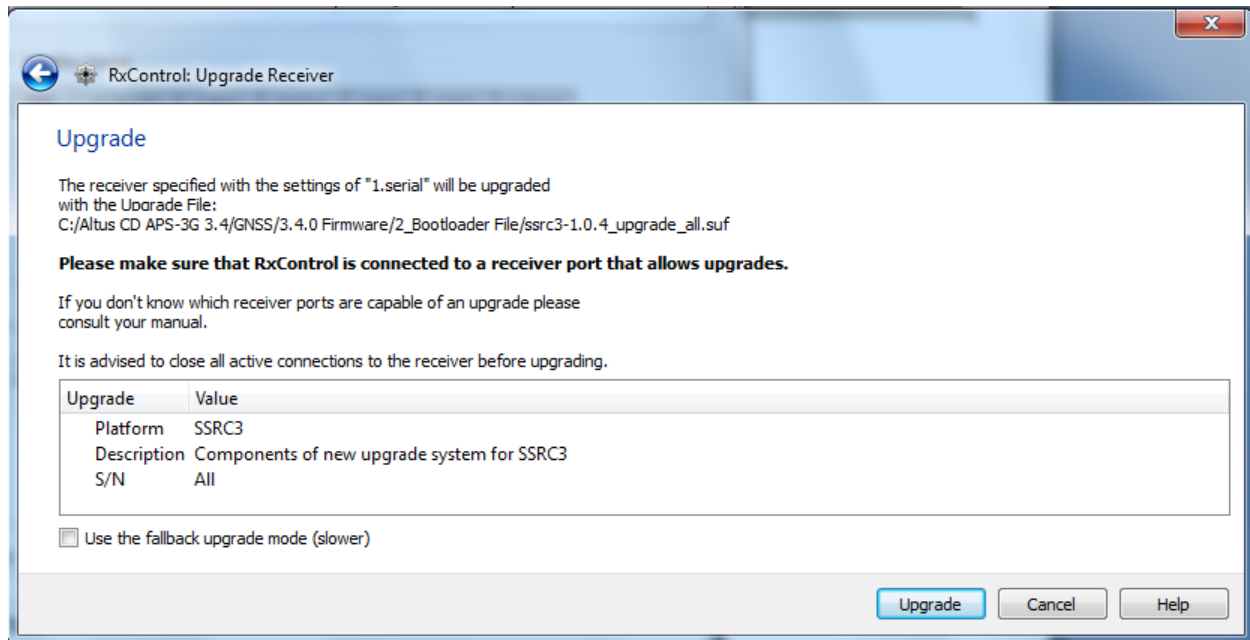 RxControl: Upgrade Receiver
Upgrade
The receiver specified with the settings of "1.serial" will be upgraded
with the Upgrade File:
C:/Altus CD APS-3G 3.4/GNSS/3.4.0 Firmware/2_Bootloader File/ssrc3-1.0.4_upgrade_all.suf
Please make sure that RxControl is connected to a receiver port that allows upgrades.
If you don't know which receiver ports are capable of an upgrade please
consult your manual.
It is advised to close all active connections to the receiver before upgrading.
Upgrade Value
Platform SSRC3
Description Components of new upgrade system for SSRC3
S/N All
Use the fallback upgrade mode (slower)
Upgrade Cancel Help